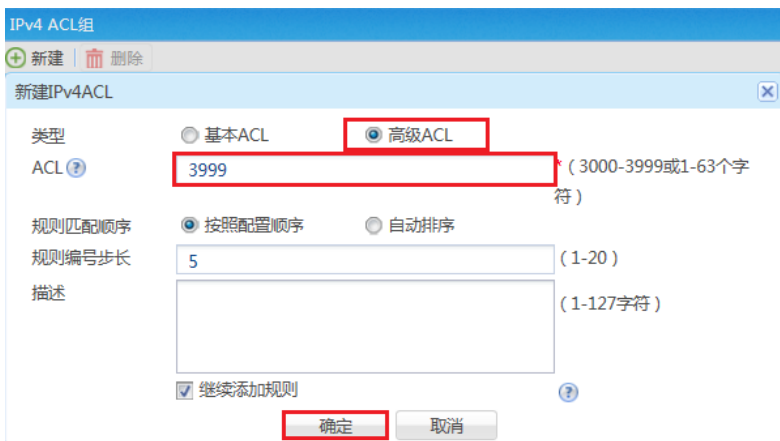 IPv4 ACL组
新建 删除
新建IPv4ACL
类型 基本ACL 高级ACL
ACL 3999 *（3000-3999或1-63个字
符）
规则匹配顺序 按照配置顺序 自动排序
规则编号步长 5 （1-20）
描述 （1-127字符）
继续添加规则
确定 取消